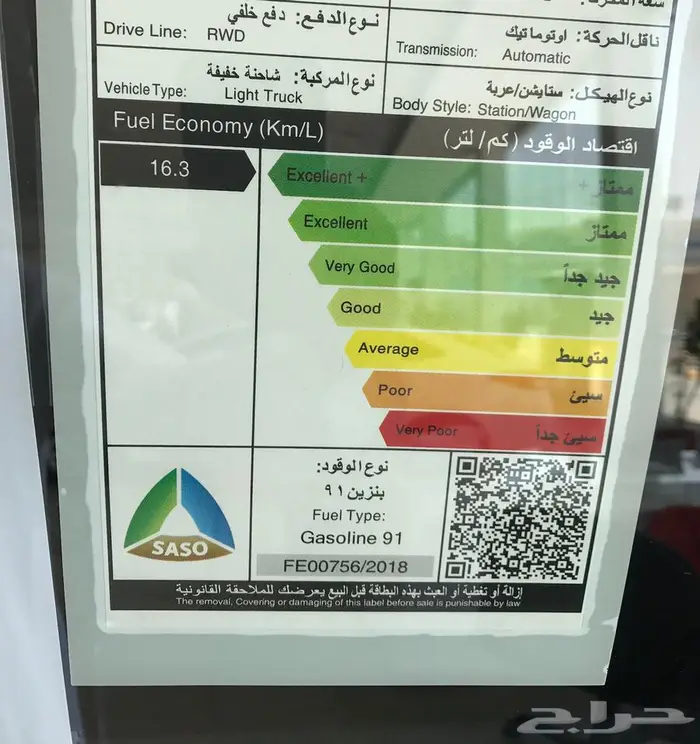 نوع الدفع: دفع خلفي
Drive Line: RWD
ناقل الحركة: اوتوماتيك
Transmission: Automatic
نوع المركبة: شاحنة خفيفة
Vehicle Type: Light Truck
نوع الهيكل: ستايشن/عربة
Body Style: Station/Wagon
Fuel Economy (Km/L) اقتصاد الوقود (كم/ لتر)
16.3
Excellent + ممتاز +
Excellent ممتاز
Very Good جيد جداً
Good جيد
Average متوسط
Poor سيئ
Very Poor سيئ جداً
SASO
نوع الوقود:
بنزين ٩١
Fuel Type:
Gasoline 91
FE00756/2018
إزالة أو تغطية أو العبث بهذه البطاقة قبل البيع يعرضك للملاحقة القانونية
The removal, Covering or damaging of this label before sale is punishable by law
حراج